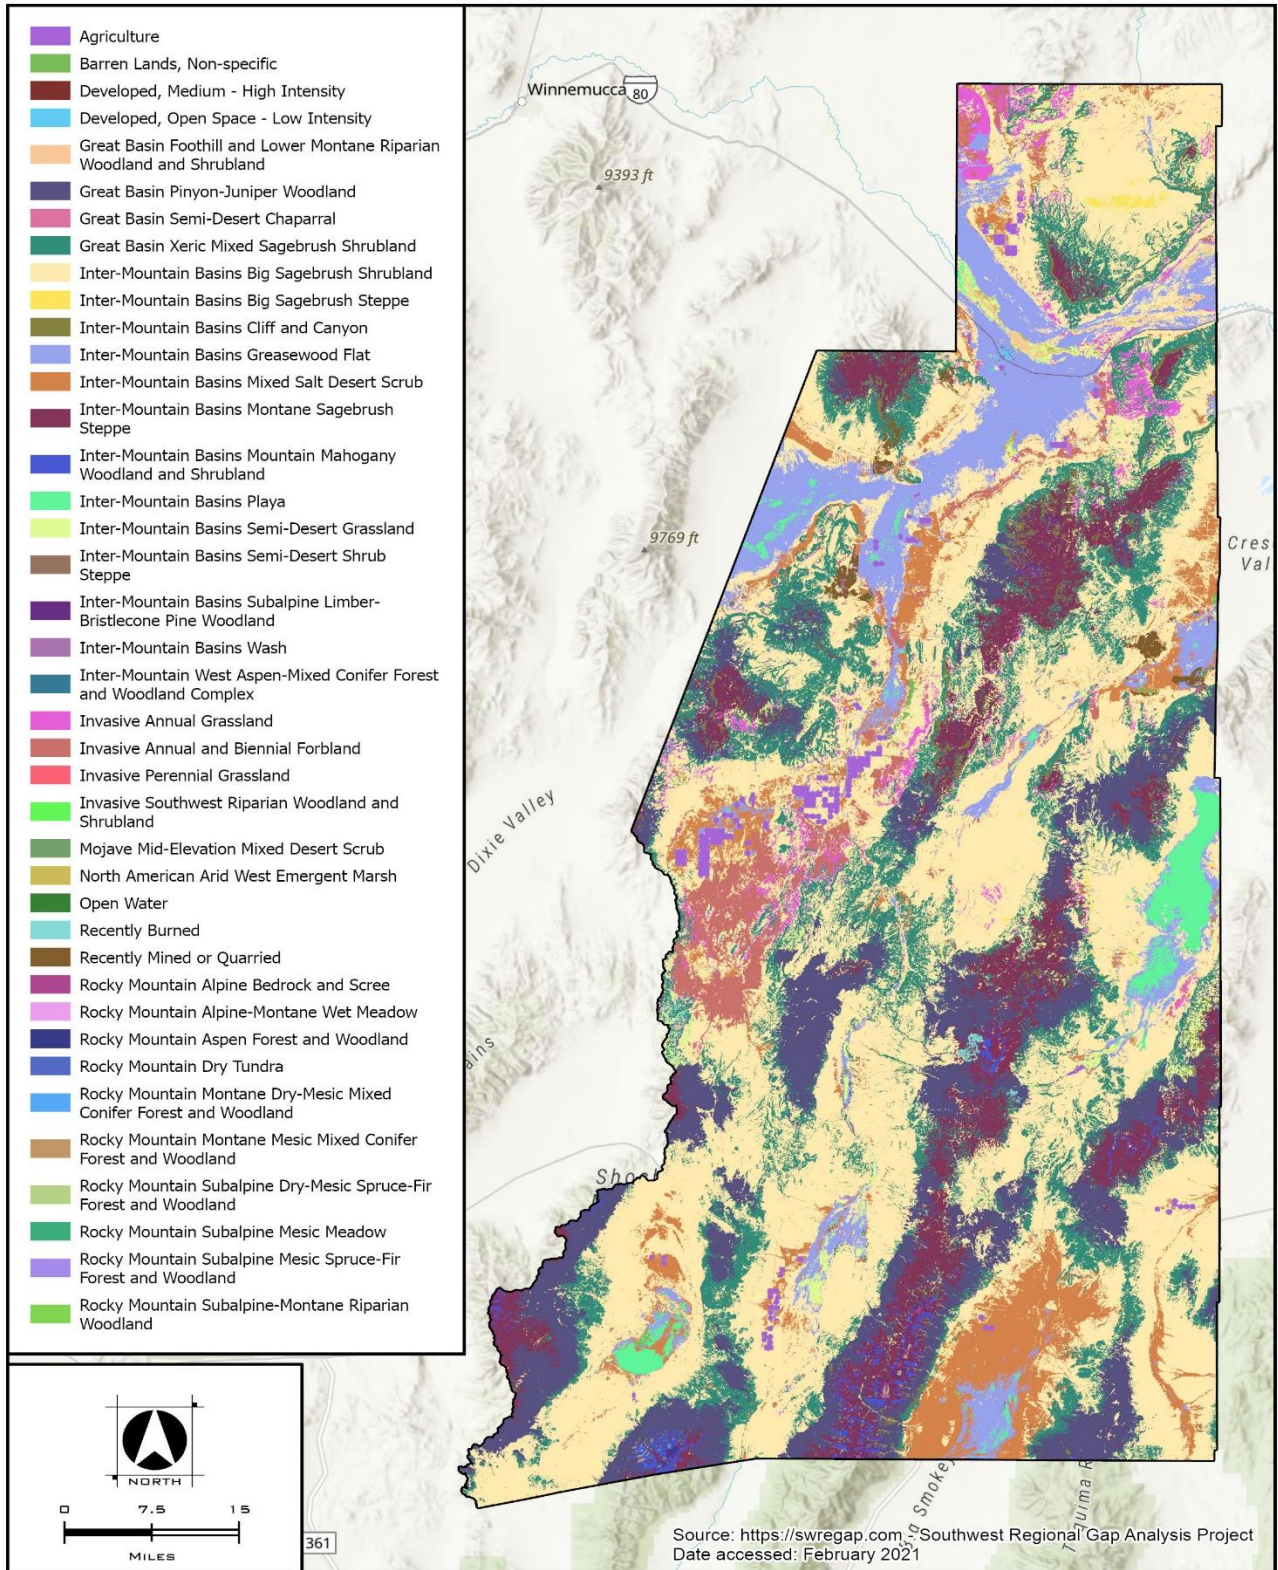 Agriculture
Barren Lands, Non-specific
Developed, Medium - High Intensity
Developed, Open Space - Low Intensity
Great Basin Foothill and Lower Montane Riparian
Woodland and Shrubland
Great Basin Pinyon-Juniper Woodland
Great Basin Semi-Desert Chaparral
Great Basin Xeric Mixed Sagebrush Shrubland
Inter-Mountain Basins Big Sagebrush Shrubland
Inter-Mountain Basins Big Sagebrush Steppe
Inter-Mountain Basins Cliff and Canyon
Inter-Mountain Basins Greasewood Flat
Inter-Mountain Basins Mixed Salt Desert Scrub
Inter-Mountain Basins Montane Sagebrush
Steppe
Inter-Mountain Basins Mountain Mahogany
Woodland and Shrubland
Inter-Mountain Basins Playa
Inter-Mountain Basins Semi-Desert Grassland
Inter-Mountain Basins Semi-Desert Shrub
Steppe
Inter-Mountain Basins Subalpine Limber-
Bristlecone Pine Woodland
Inter-Mountain Basins Wash
Inter-Mountain West Aspen-Mixed Conifer Forest
and Woodland Complex
Invasive Annual Grassland
Invasive Annual and Biennial Forbland
Invasive Perennial Grassland
Invasive Southwest Riparian Woodland and
Shrubland
Mojave Mid-Elevation Mixed Desert Scrub
North American Arid West Emergent Marsh
Open Water
Recently Burned
Recently Mined or Quarried
Rocky Mountain Alpine Bedrock and Scree
Rocky Mountain Alpine-Montane Wet Meadow
Rocky Mountain Aspen Forest and Woodland
Rocky Mountain Dry Tundra
Rocky Mountain Montane Dry-Mesic Mixed
Conifer Forest and Woodland
Rocky Mountain Montane Mesic Mixed Conifer
Forest and Woodland
Rocky Mountain Subalpine Dry-Mesic Spruce-Fir
Forest and Woodland
Rocky Mountain Subalpine Mesic Meadow
Rocky Mountain Subalpine Mesic Spruce-Fir
Forest and Woodland
Rocky Mountain Subalpine-Montane Riparian
Woodland
NORTH
0 7.5 15
MILES
Winnemucca
80
9393 ft
9769 ft
Cres
Val
Dixie Valley
ains
Shos
361
Smokey
Source: https://swregap.com - Southwest Regional Gap Analysis Project
Date accessed: February 2021